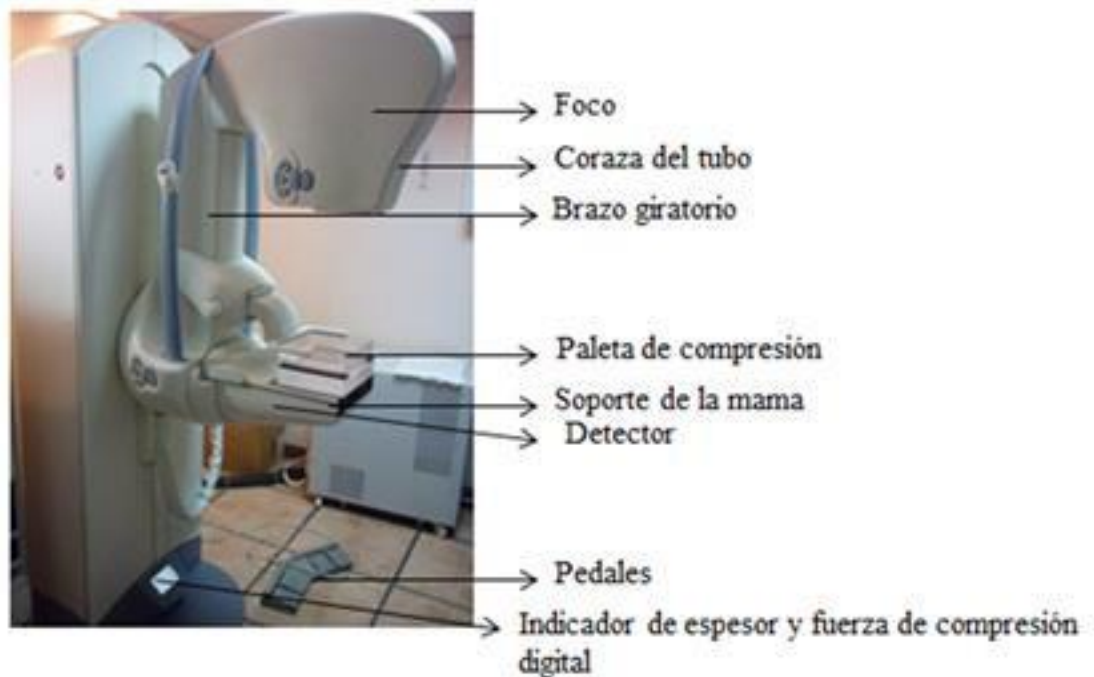 Foco
Coraza del tubo
Brazo giratorio
Paleta de compresión
Soporte de la mama
Detector
Pedales
Indicador de espesor y fuerza de compresión
digital